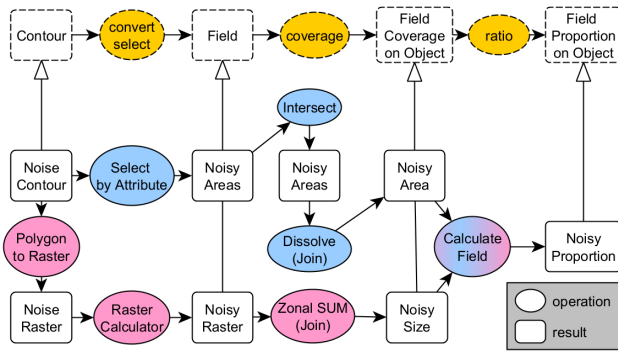 Contour
convert
select
Field
coverage
Field
Coverage
on Object
ratio
Field
Proportion
on Object
Intersect
Noise
Contour
Select
by Attribute
Noisy
Areas
Noisy
Areas
Noisy
Area
Polygon
to Raster
Dissolve
(Join)
Calculate
Field
Noisy
Proportion
Noise
Raster
Raster
Calculator
Noisy
Raster
Zonal SUM
(Join)
Noisy
Size
operation
result